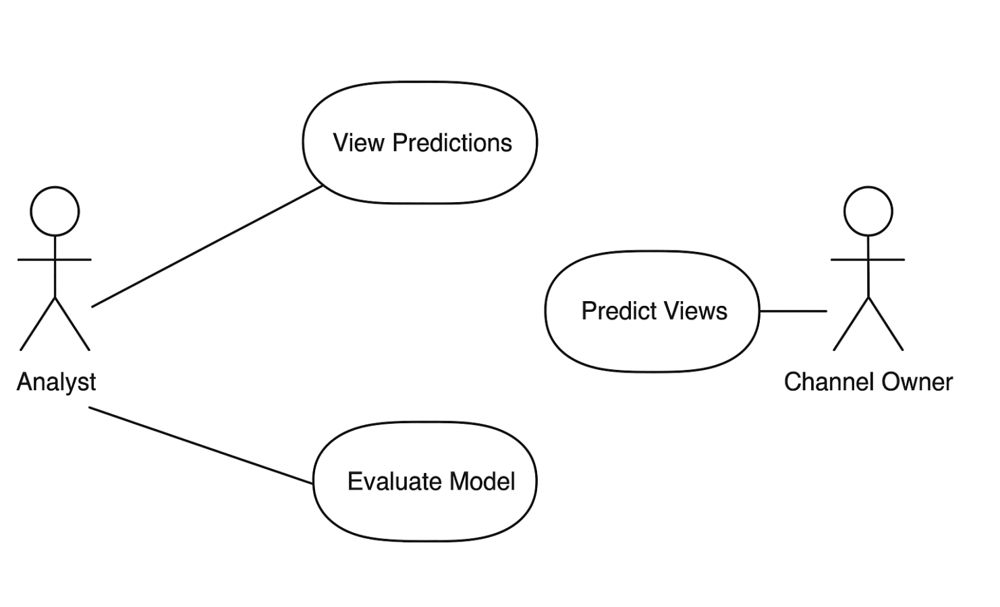 View Predictions
Predict Views
Analyst
Channel Owner
Evaluate Model